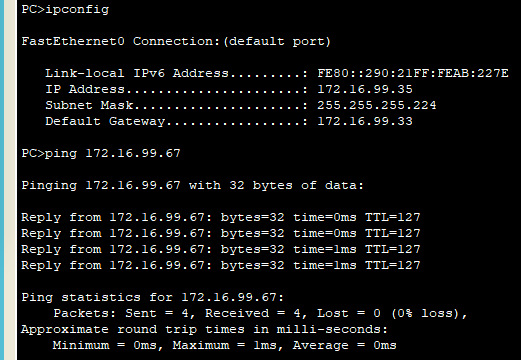 PC>ipconfig
FastEthernet0 Connection:(default port)
Link-local IPv6 Address.........: FE80::290:21FF:FEAB:227E
IP Address......................: 172.16.99.35
Subnet Mask.....................: 255.255.255.224
Default Gateway.................: 172.16.99.33
PC>ping 172.16.99.67
Pinging 172.16.99.67 with 32 bytes of data:
Reply from 172.16.99.67: bytes=32 time=0ms TTL=127
Reply from 172.16.99.67: bytes=32 time=0ms TTL=127
Reply from 172.16.99.67: bytes=32 time=1ms TTL=127
Reply from 172.16.99.67: bytes=32 time=1ms TTL=127
Ping statistics for 172.16.99.67:
Packets: Sent = 4, Received = 4, Lost = 0 (0% loss),
Approximate round trip times in milli-seconds:
Minimum = 0ms, Maximum = 1ms, Average = 0ms